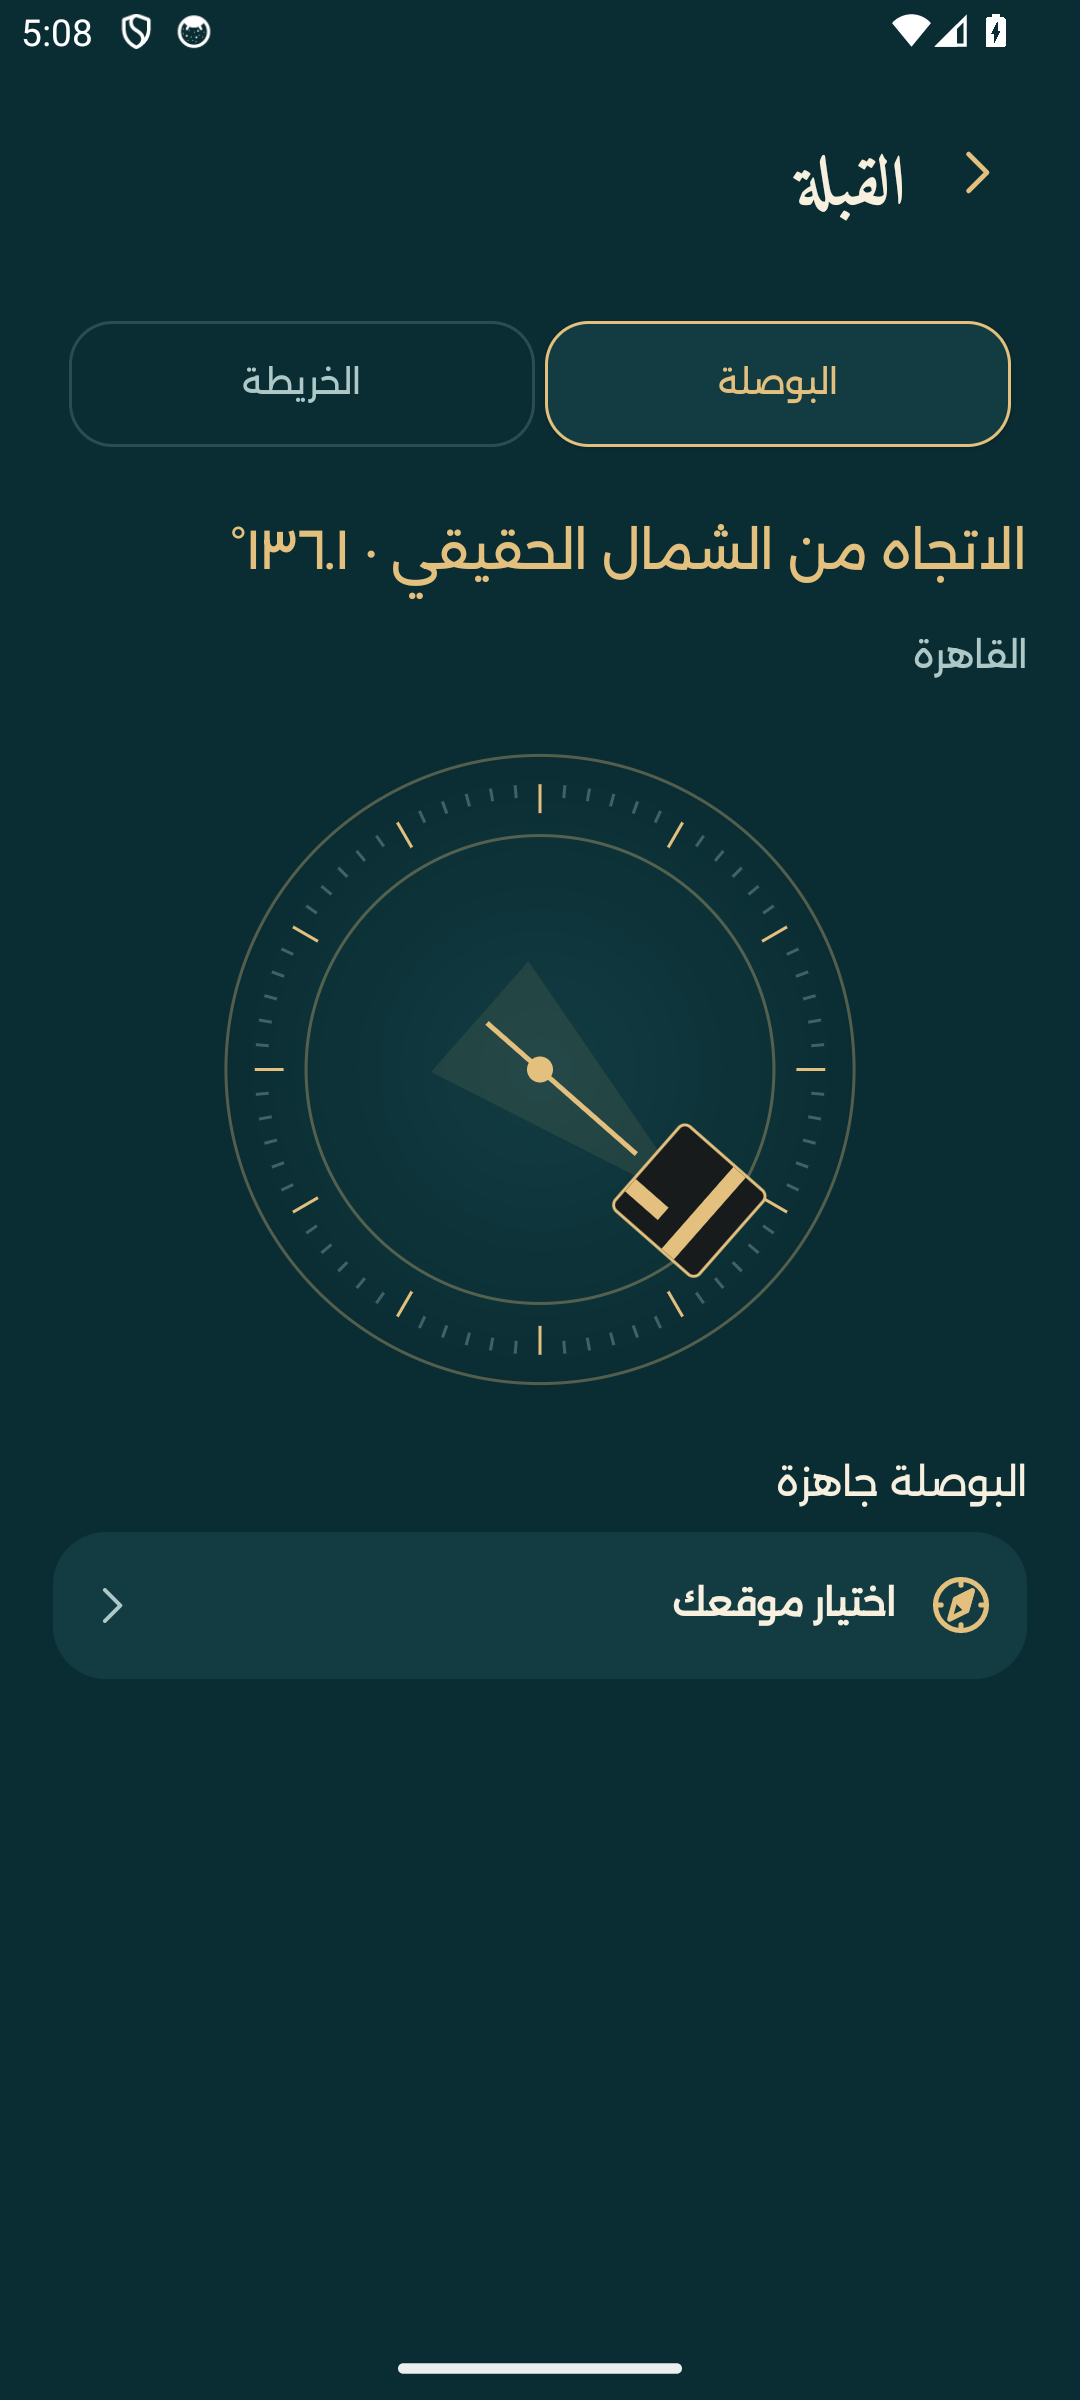 5:08
القبلة
البوصلة
الخريطة
الاتجاه من الشمال الحقيقي · ١٣٦.١°
القاهرة
البوصلة جاهزة
اختيار موقعك